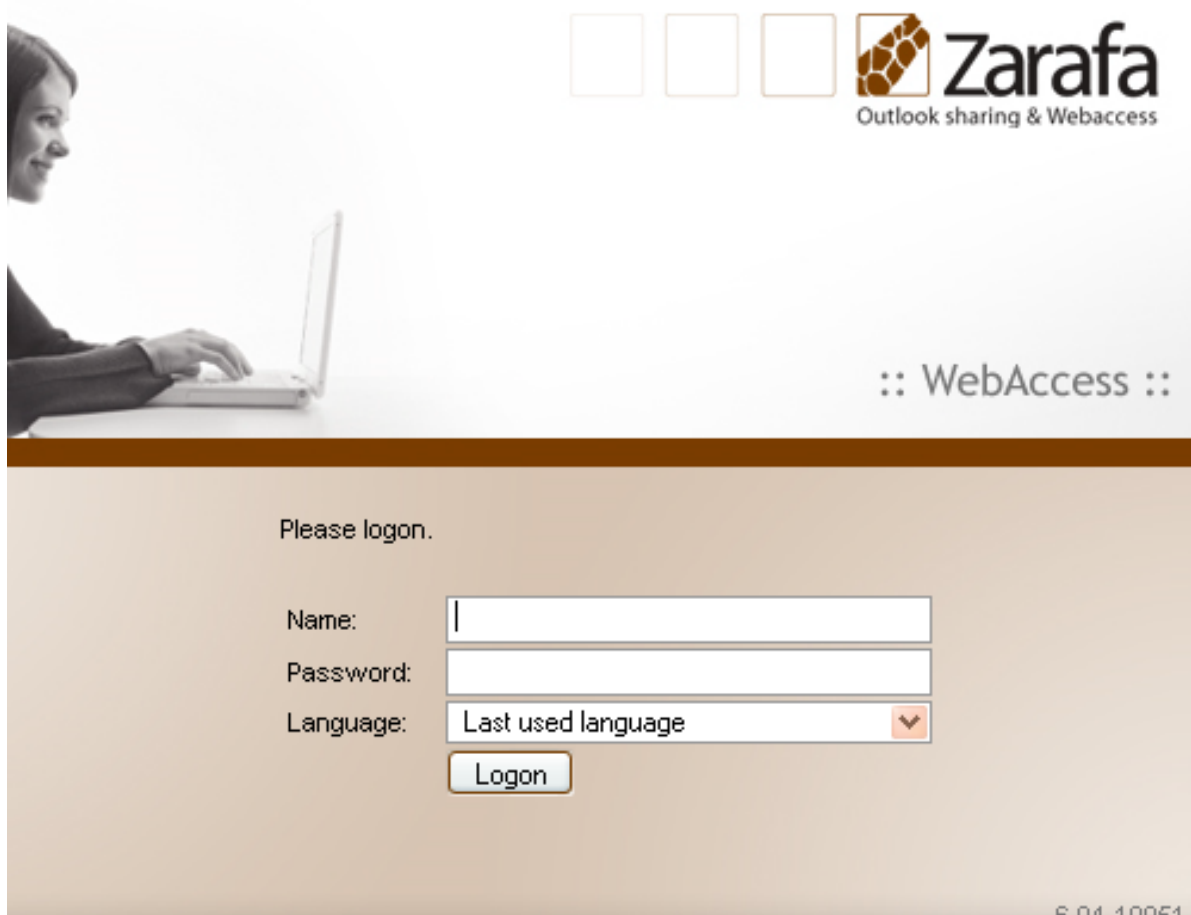 Zarafa
Outlook sharing & Webaccess
:: WebAccess ::
Please logon.
Name:
Password:
Language: Last used language
Logon